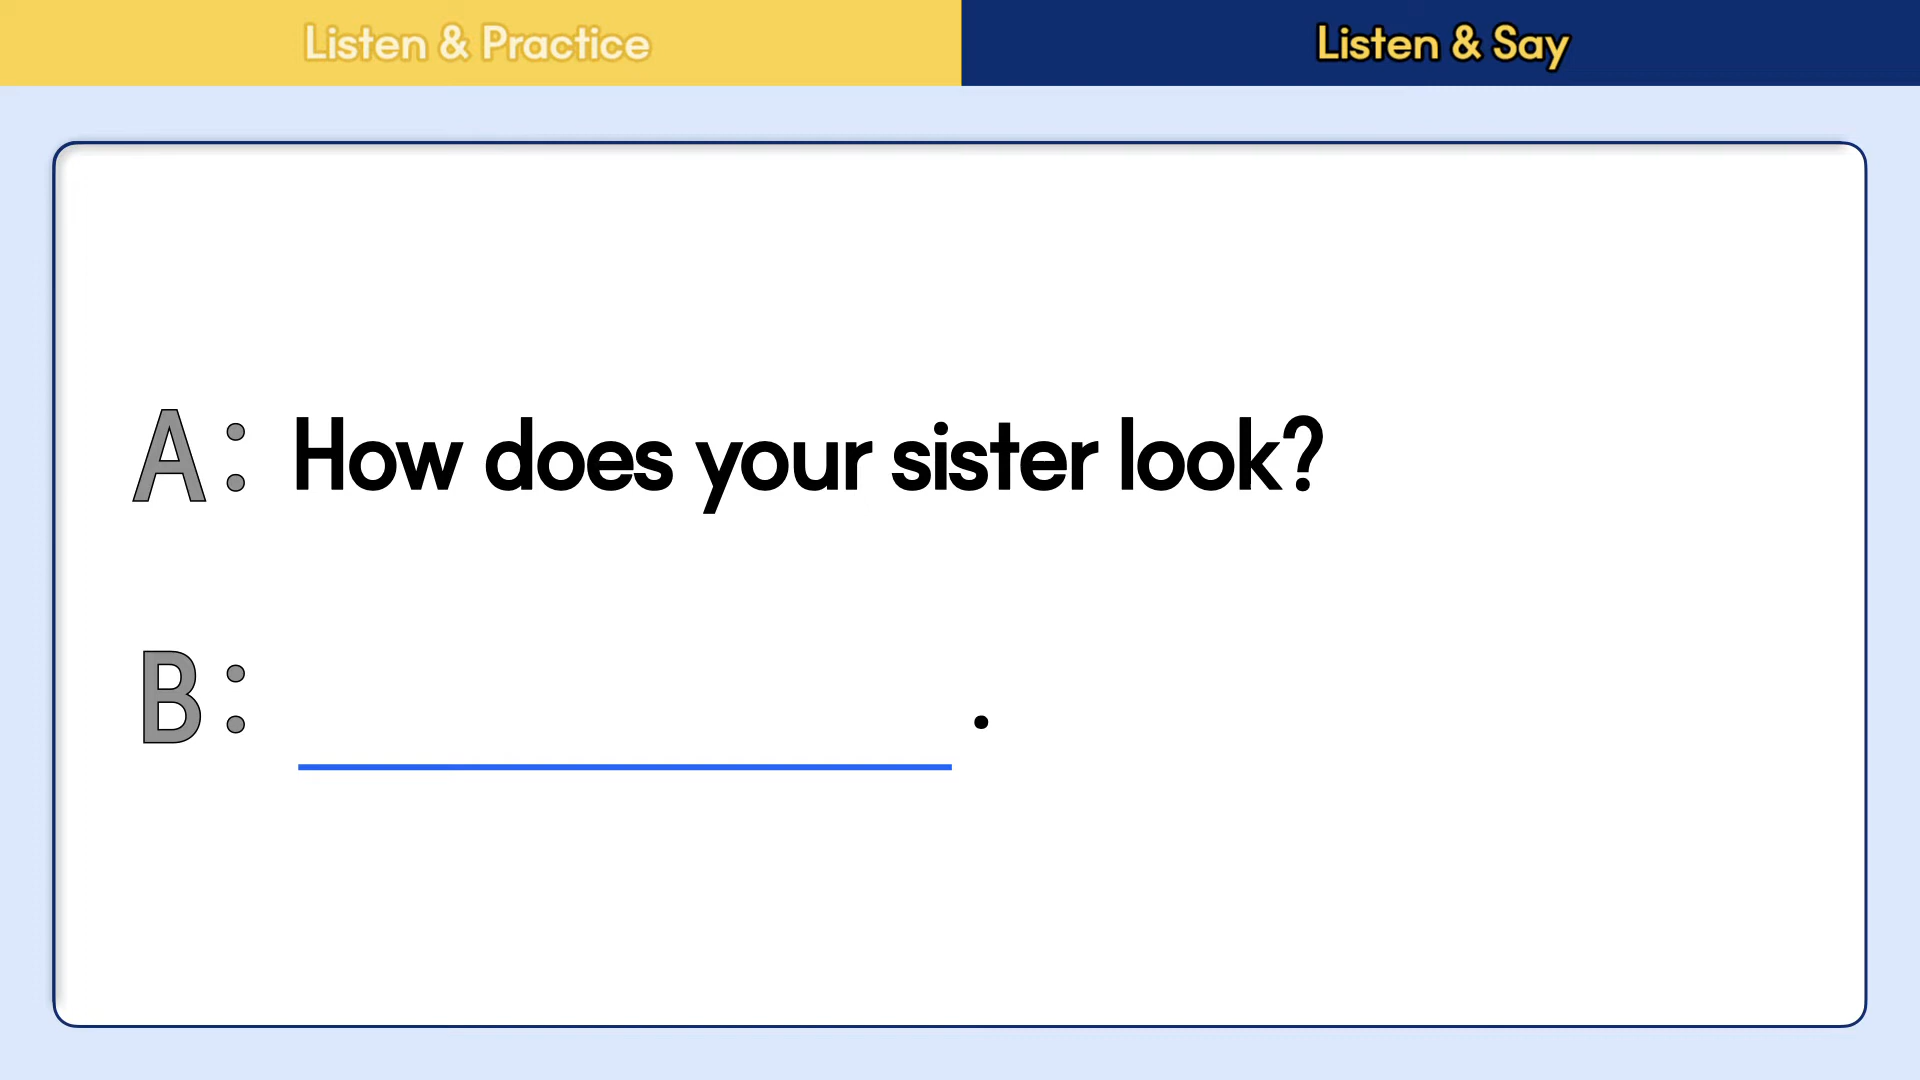 Listen & Practice
Listen & Say
A: How does your sister look?
B: .